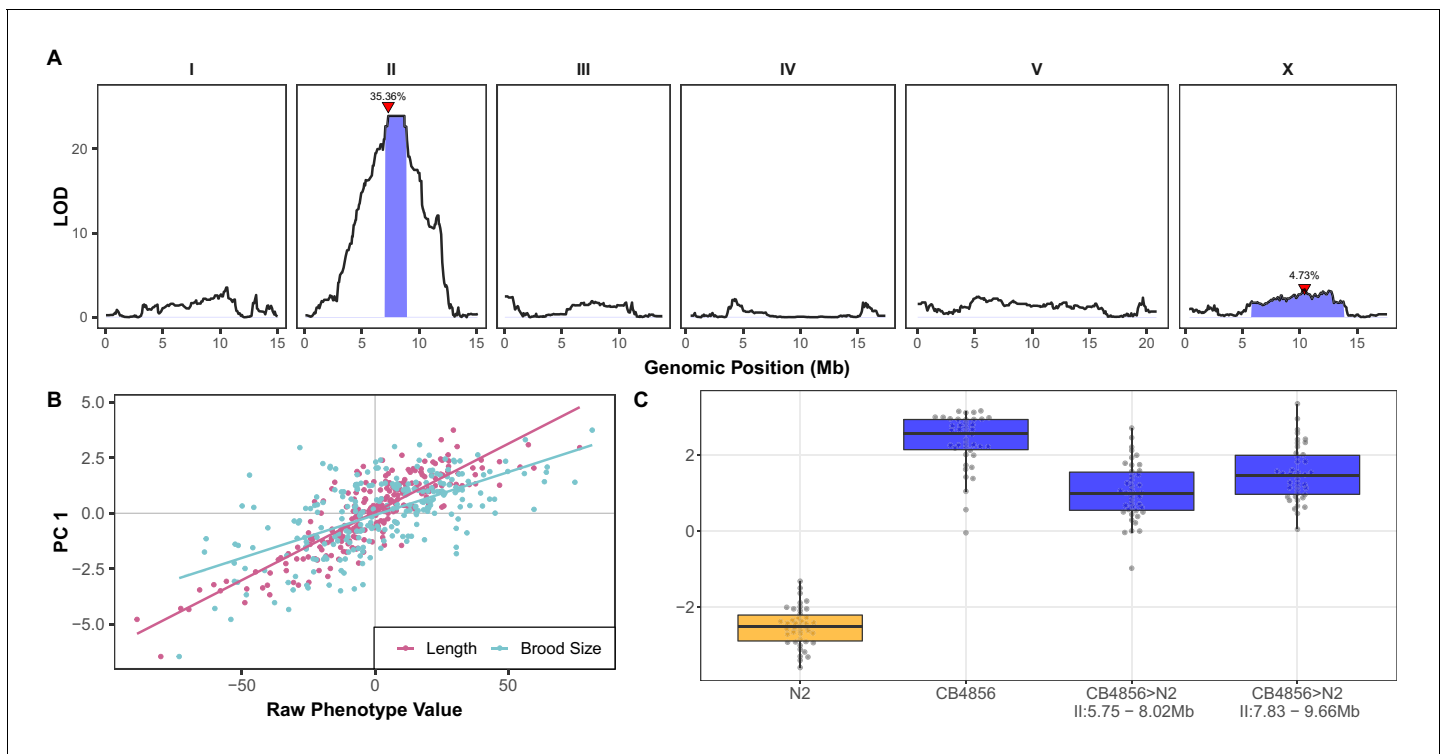 A
I II III IV V X
35.36%
4.73%
LOD
20
10
0
0 5 10 15 0 5 10 15 0 5 10 0 5 10 15 0 5 10 15 20 0 5 10 15
Genomic Position (Mb)
B
PC 1
5.0
2.5
0.0
−2.5
−5.0
Length Brood Size
−50 0 50
Raw Phenotype Value
C
2
0
−2
N2 CB4856 CB4856>N2 CB4856>N2
II:5.75 − 8.02Mb II:7.83 − 9.66Mb